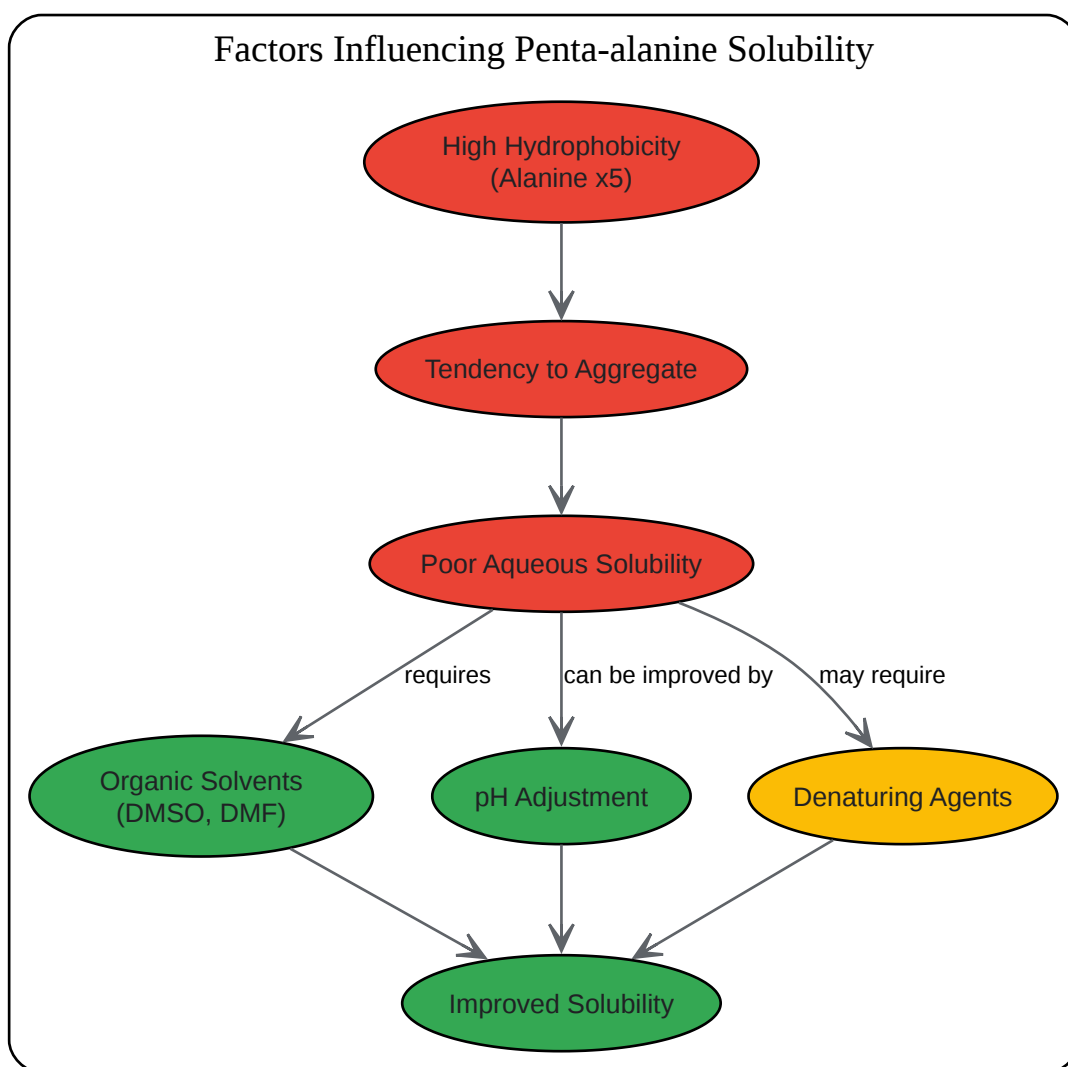 Factors Influencing Penta-alanine Solubility
High Hydrophobicity
(Alanine x5)
Tendency to Aggregate
Poor Aqueous Solubility
requires
can be improved by
may require
Organic Solvents
(DMSO, DMF)
pH Adjustment
Denaturing Agents
Improved Solubility